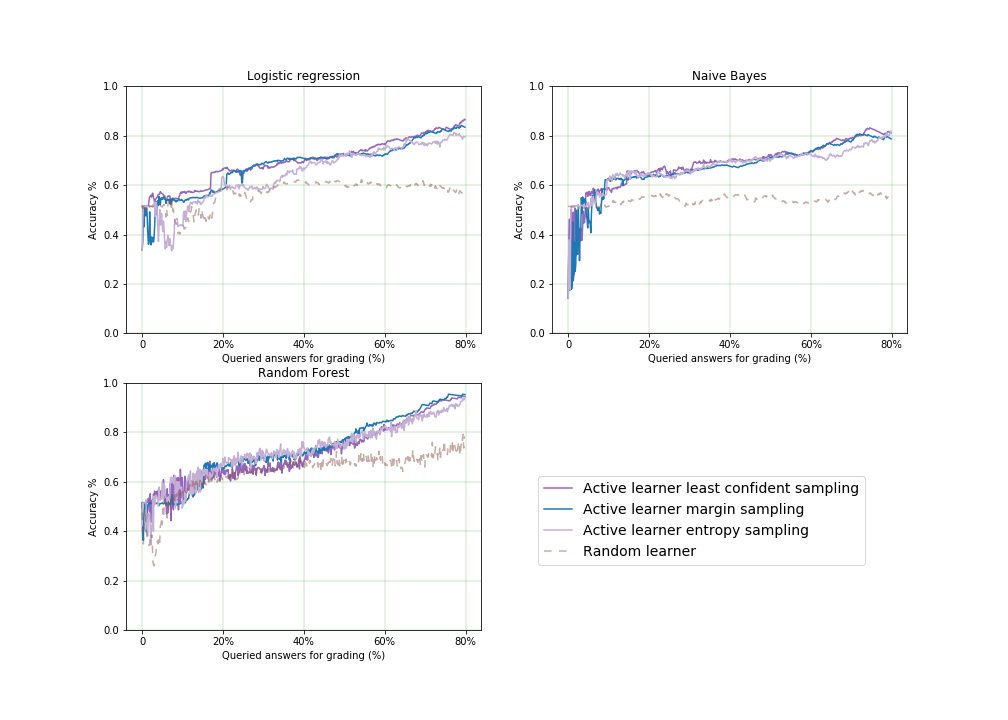 Logistic regression
1.0
0.8
0.6
0.4
0.2
0.0
Accuracy %
0 20% 40% 60% 80%
Queried answers for grading (%)
Naive Bayes
1.0
0.8
0.6
0.4
0.2
0.0
Accuracy %
0 20% 40% 60% 80%
Queried answers for grading (%)
Random Forest
1.0
0.8
0.6
0.4
0.2
0.0
Accuracy %
0 20% 40% 60% 80%
Queried answers for grading (%)
Active learner least confident sampling
Active learner margin sampling
Active learner entropy sampling
Random learner